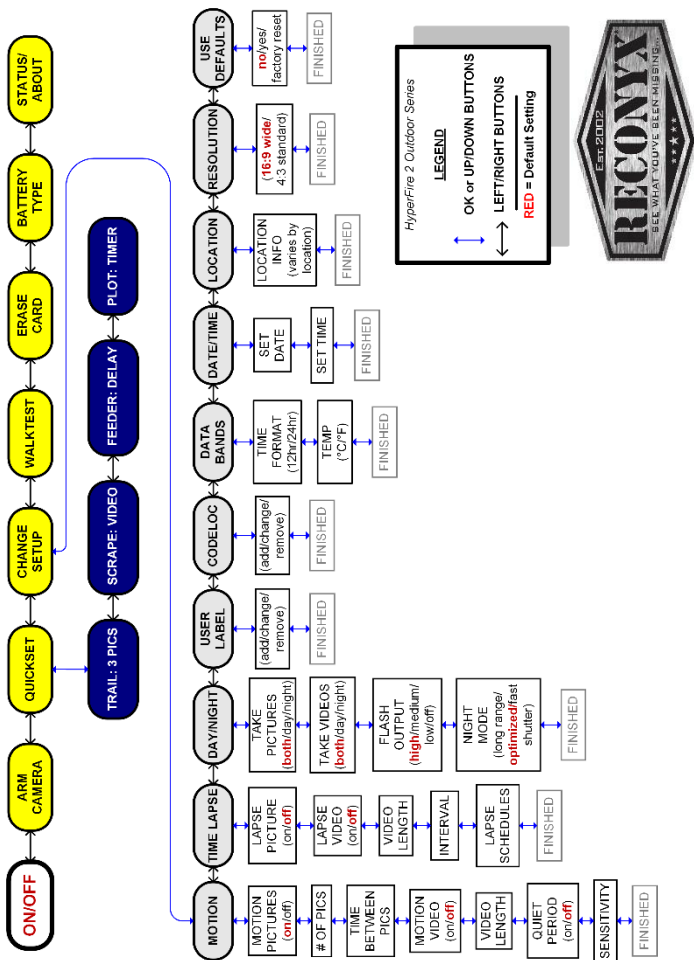 ON/OFF
ARM
CAMERA
QUICKSET
CHANGE
SETUP
WALKTEST
ERASE
CARD
BATTERY
TYPE
STATUS/
ABOUT
TRAIL: 3 PICS
SCRAPE: VIDEO
FEEDER: DELAY
PLOT: TIMER
MOTION
MOTION
PICTURES
(on/off)
# OF PICS
TIME
BETWEEN
PICS
MOTION
VIDEO
(on/off)
VIDEO
LENGTH
QUIET
PERIOD
(on/off)
SENSITIVITY
FINISHED
TIME LAPSE
LAPSE
PICTURE
(on/off)
LAPSE
VIDEO
(on/off)
VIDEO
LENGTH
INTERVAL
LAPSE
SCHEDULES
FINISHED
DAY/NIGHT
TAKE
PICTURES
(both/day/night)
TAKE VIDEOS
(both/day/night)
FLASH
OUTPUT
(high/medium/
low/off)
NIGHT
MODE
(long range/
optimized/fast
shutter)
FINISHED
USER
LABEL
(add/change/
remove)
FINISHED
CODELOC
(add/change/
remove)
FINISHED
DATA
BANDS
TIME
FORMAT
(12hr/24hr)
TEMP
(°C/°F)
FINISHED
DATE/TIME
SET
DATE
SET TIME
FINISHED
LOCATION
LOCATION
INFO
(varies by
location)
FINISHED
RESOLUTION
(16:9 wide/
4:3 standard)
FINISHED
USE
DEFAULTS
no/yes/
factory reset
FINISHED
HyperFire 2 Outdoor Series
LEGEND
OK or UP/DOWN BUTTONS
LEFT/RIGHT BUTTONS
RED = Default Setting
EST. 2002
RECONYX
SEE WHAT YOU'VE BEEN MISSING...